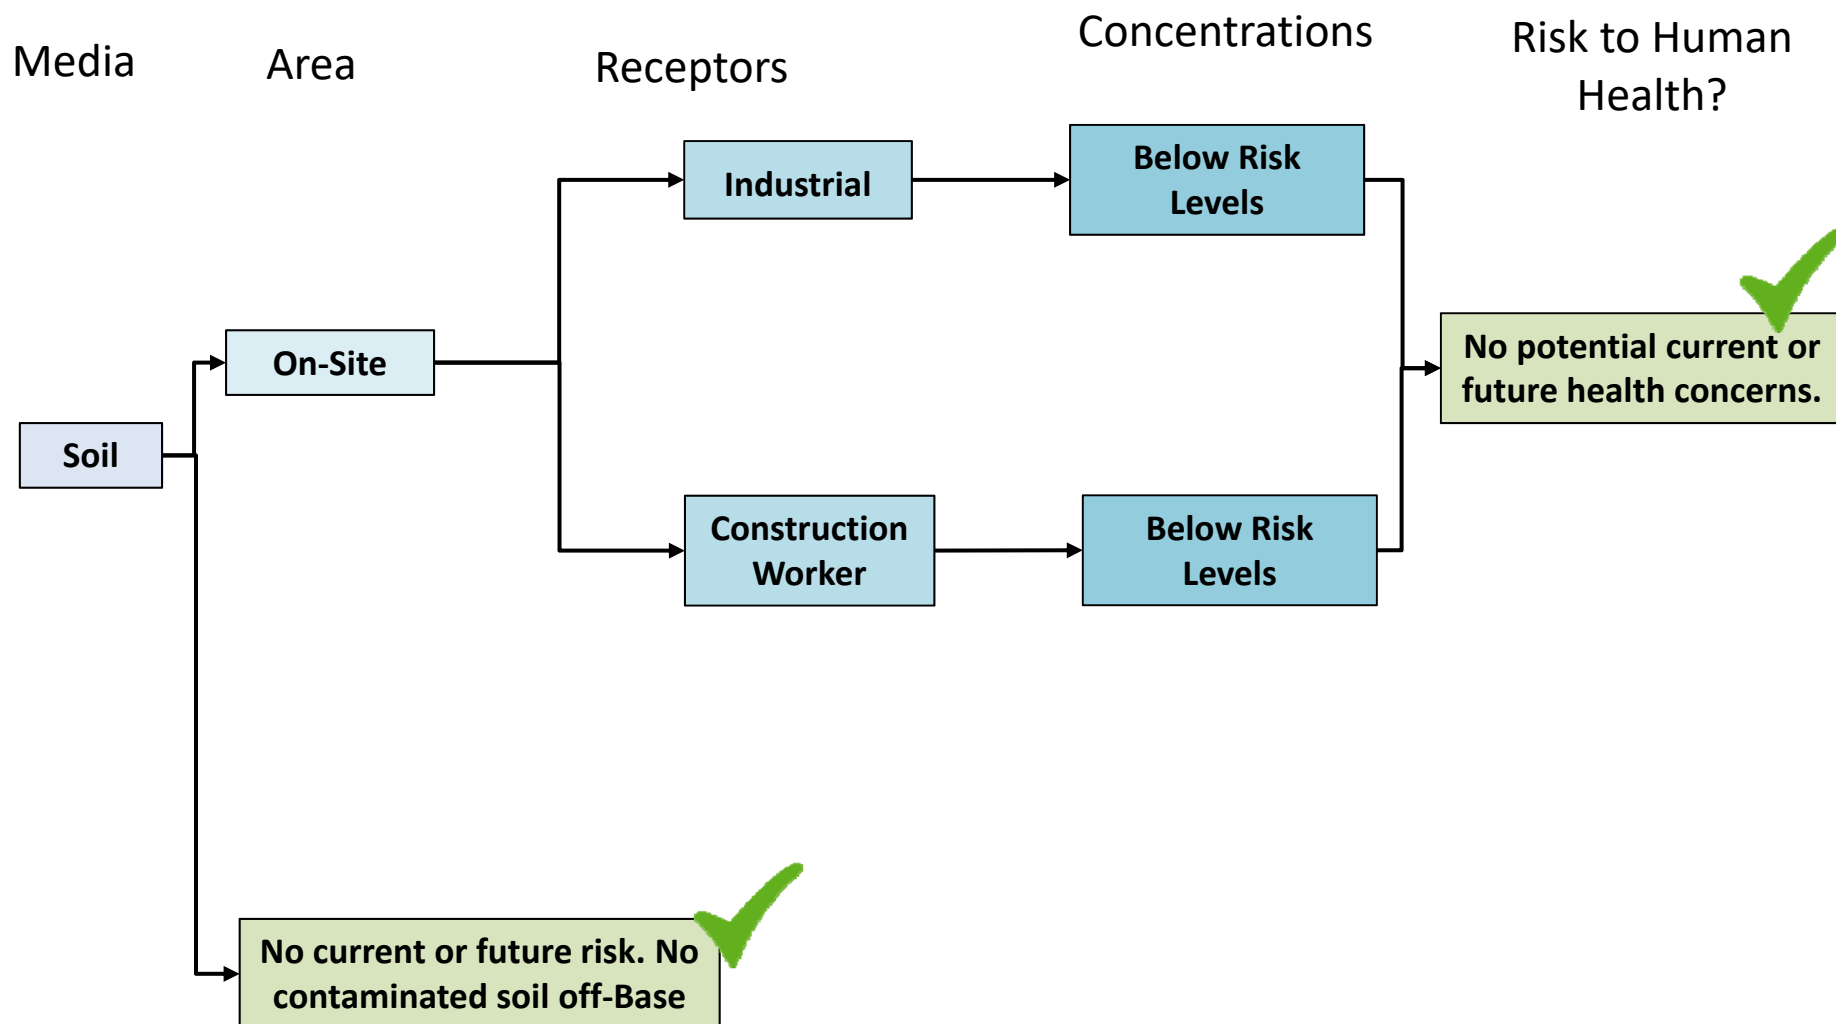 Media
Area
Receptors
Concentrations
Risk to Human
Health?
Industrial
Below Risk
Levels
On-Site
No potential current or
future health concerns.
Soil
Construction
Worker
Below Risk
Levels
No current or future risk. No
contaminated soil off-Base